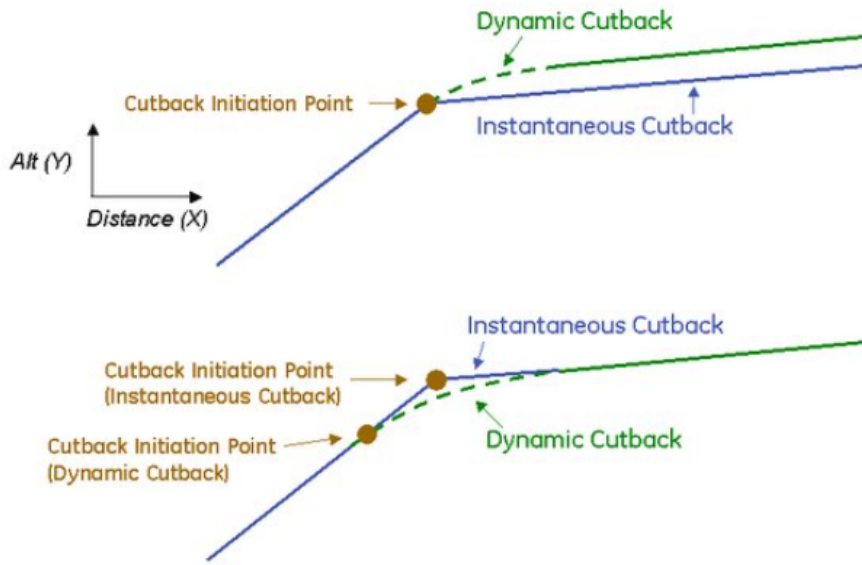 Dynamic Cutback
Cutback Initiation Point
Instantaneous Cutback
Alt (Y)
Distance (X)
Instantaneous Cutback
Cutback Initiation Point
(Instantaneous Cutback)
Cutback Initiation Point
(Dynamic Cutback)
Dynamic Cutback